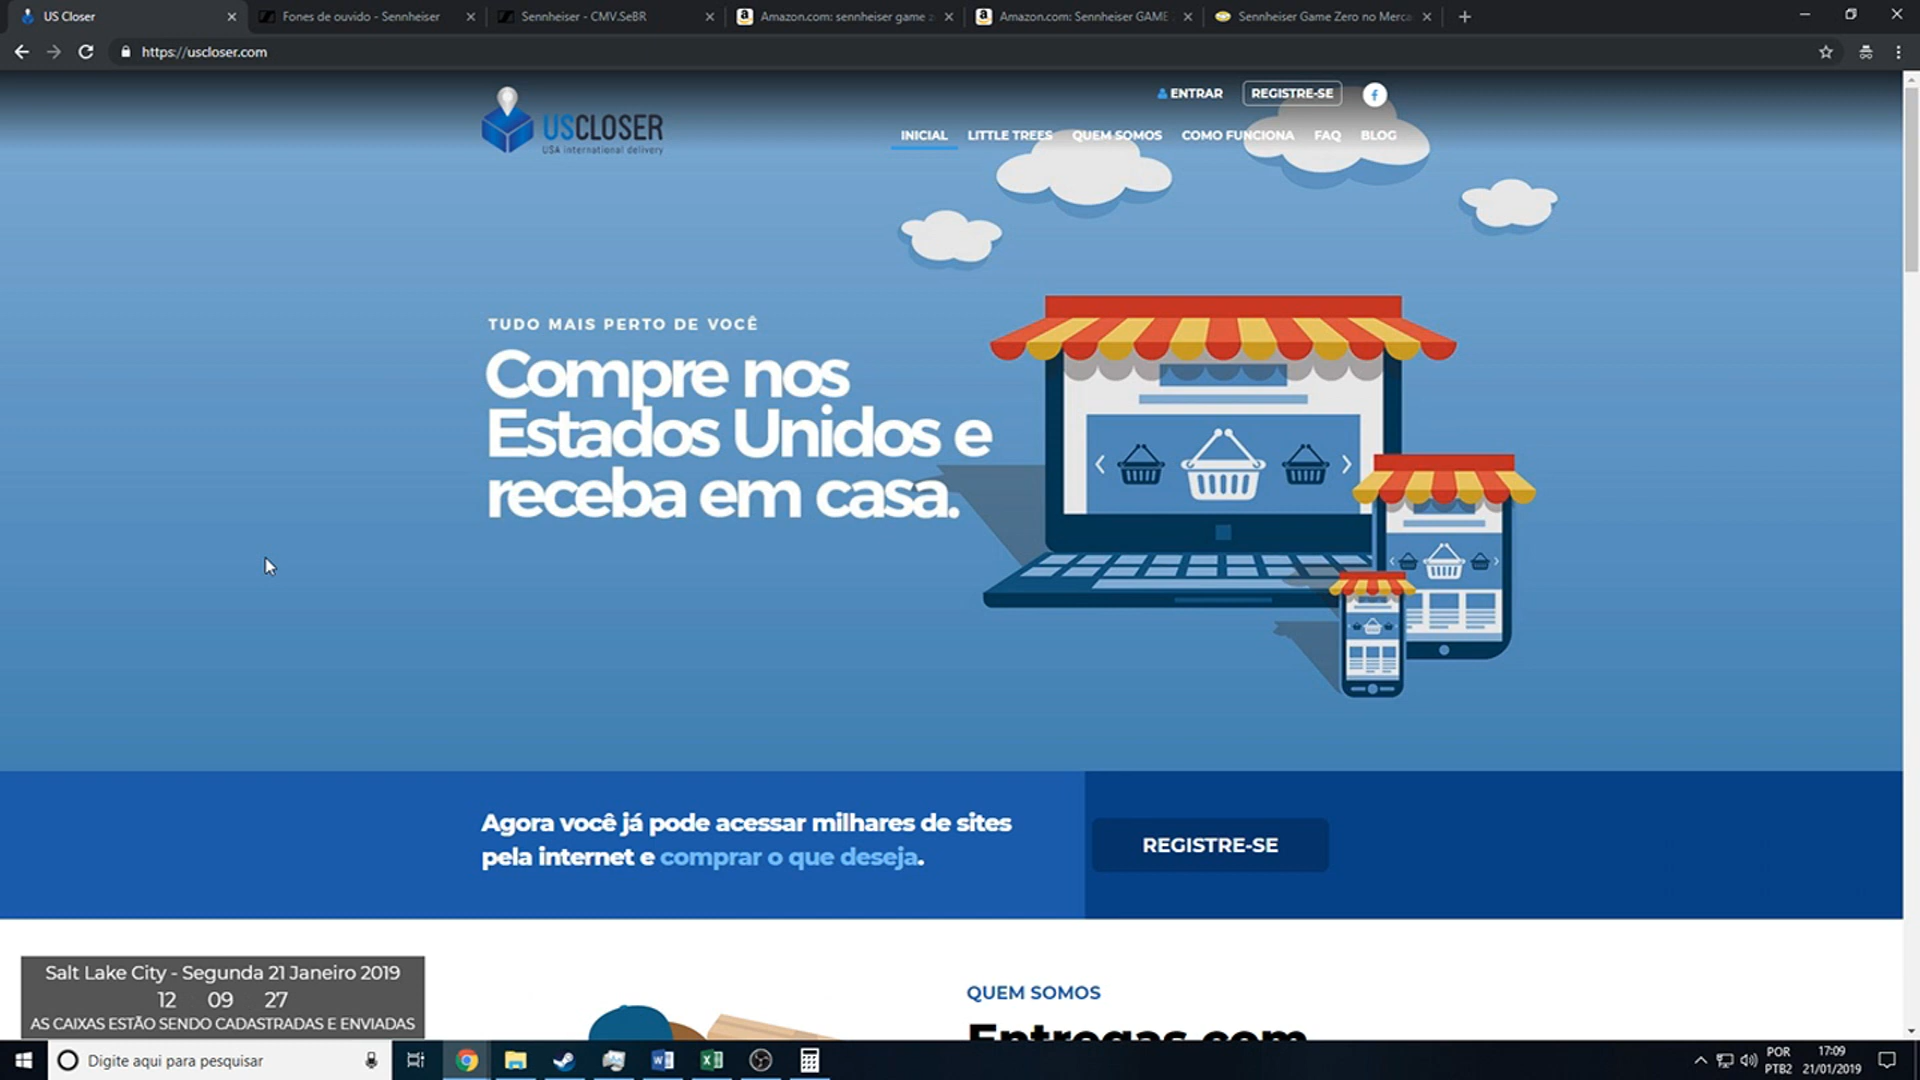 US Closer
Fones de ouvido - Sennheiser
Sennheiser - CMV.SeBR
Amazon.com: sennheiser game z
Amazon.com: Sennheiser GAME
Sennheiser Game Zero no Merca
https://uscloser.com
USCLOSER
USA International delivery
ENTRAR
REGISTRE-SE
INICIAL
LITTLE TREES
QUEM SOMOS
COMO FUNCIONA
FAQ
BLOG
TUDO MAIS PERTO DE VOCÊ
Compre nos
Estados Unidos e
receba em casa.
Agora você já pode acessar milhares de sites
pela internet e comprar o que deseja.
REGISTRE-SE
Salt Lake City - Segunda 21 Janeiro 2019
12 09 27
AS CAIXAS ESTÃO SENDO CADASTRADAS E ENVIADAS
QUEM SOMOS
Entregas com
Digite aqui para pesquisar
POR
PTB2
17:09
21/01/2019